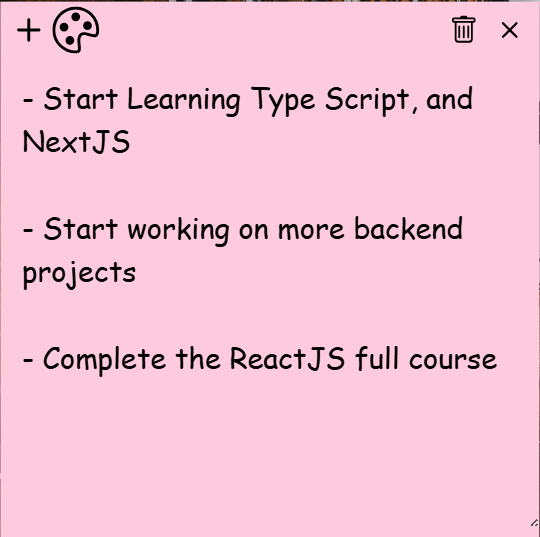 - Start Learning Type Script, and
NextJS
- Start working on more backend
projects
- Complete the ReactJS full course